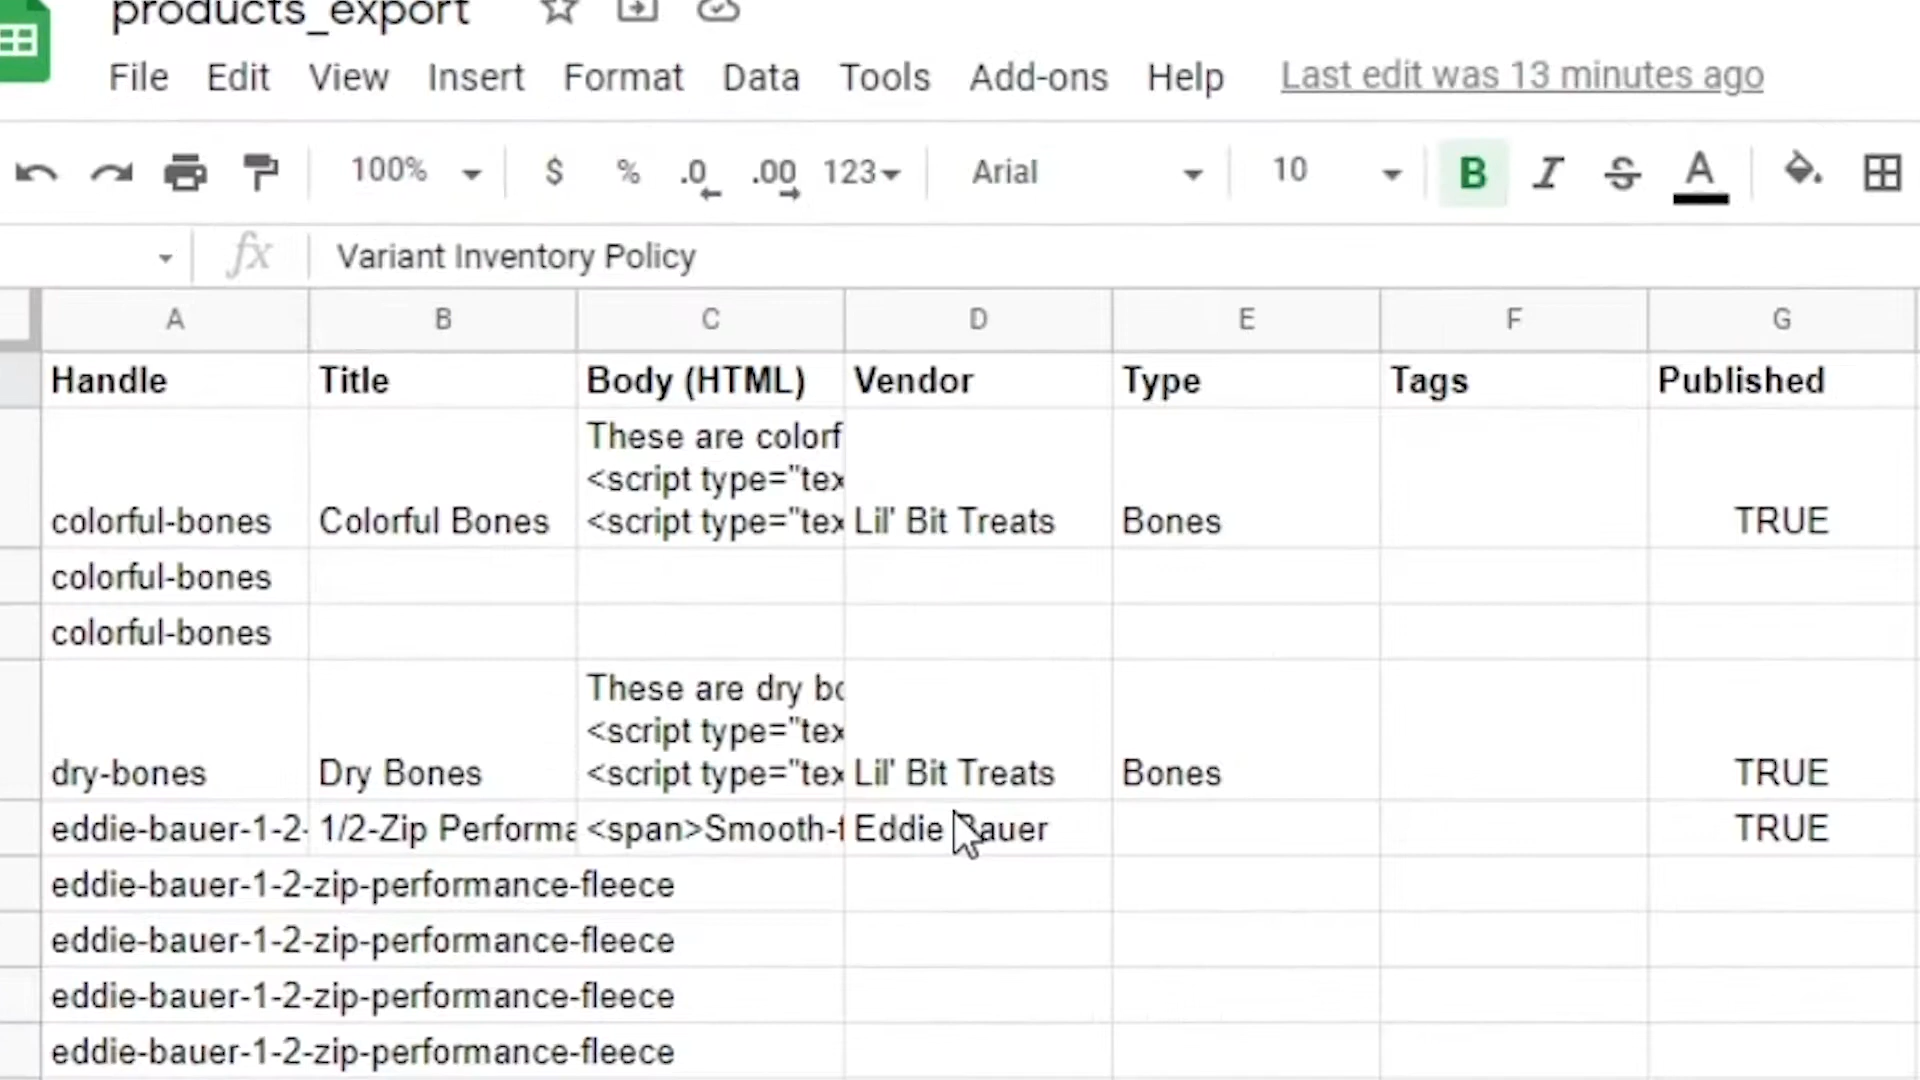 products_export
File Edit View Insert Format Data Tools Add-ons Help Last edit was 13 minutes ago
100% $ % .0 .00 123 Arial 10 B I S A
fx Variant Inventory Policy
A B C D E F G
Handle Title Body (HTML) Vendor Type Tags Published
These are colorf
<script type="tex
colorful-bones Colorful Bones <script type="tex Lil' Bit Treats Bones TRUE
colorful-bones
colorful-bones
These are dry bo
<script type="tex
dry-bones Dry Bones <script type="tex Lil' Bit Treats Bones TRUE
eddie-bauer-1-2- 1/2-Zip Performa <span>Smooth-f Eddie Bauer TRUE
eddie-bauer-1-2-zip-performance-fleece
eddie-bauer-1-2-zip-performance-fleece
eddie-bauer-1-2-zip-performance-fleece
eddie-bauer-1-2-zip-performance-fleece